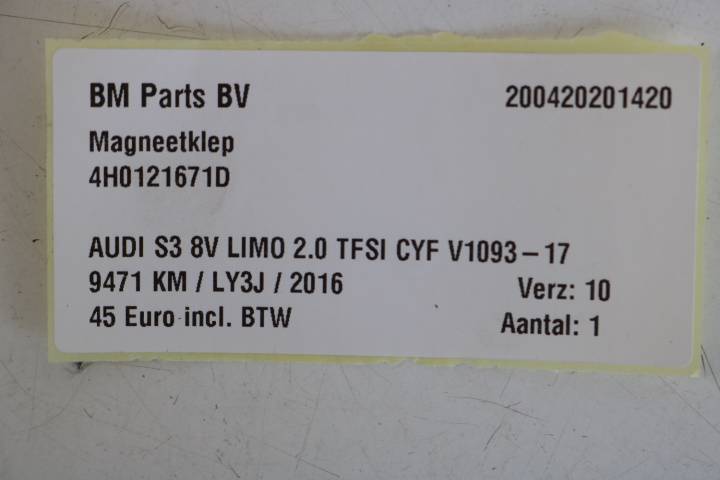 BM Parts BV 200420201420
Magneetklep
4H0121671D
AUDI S3 8V LIMO 2.0 TFSI CYF V1093-17
9471 KM / LY3J / 2016 Verz: 10
45 Euro incl. BTW Aantal: 1